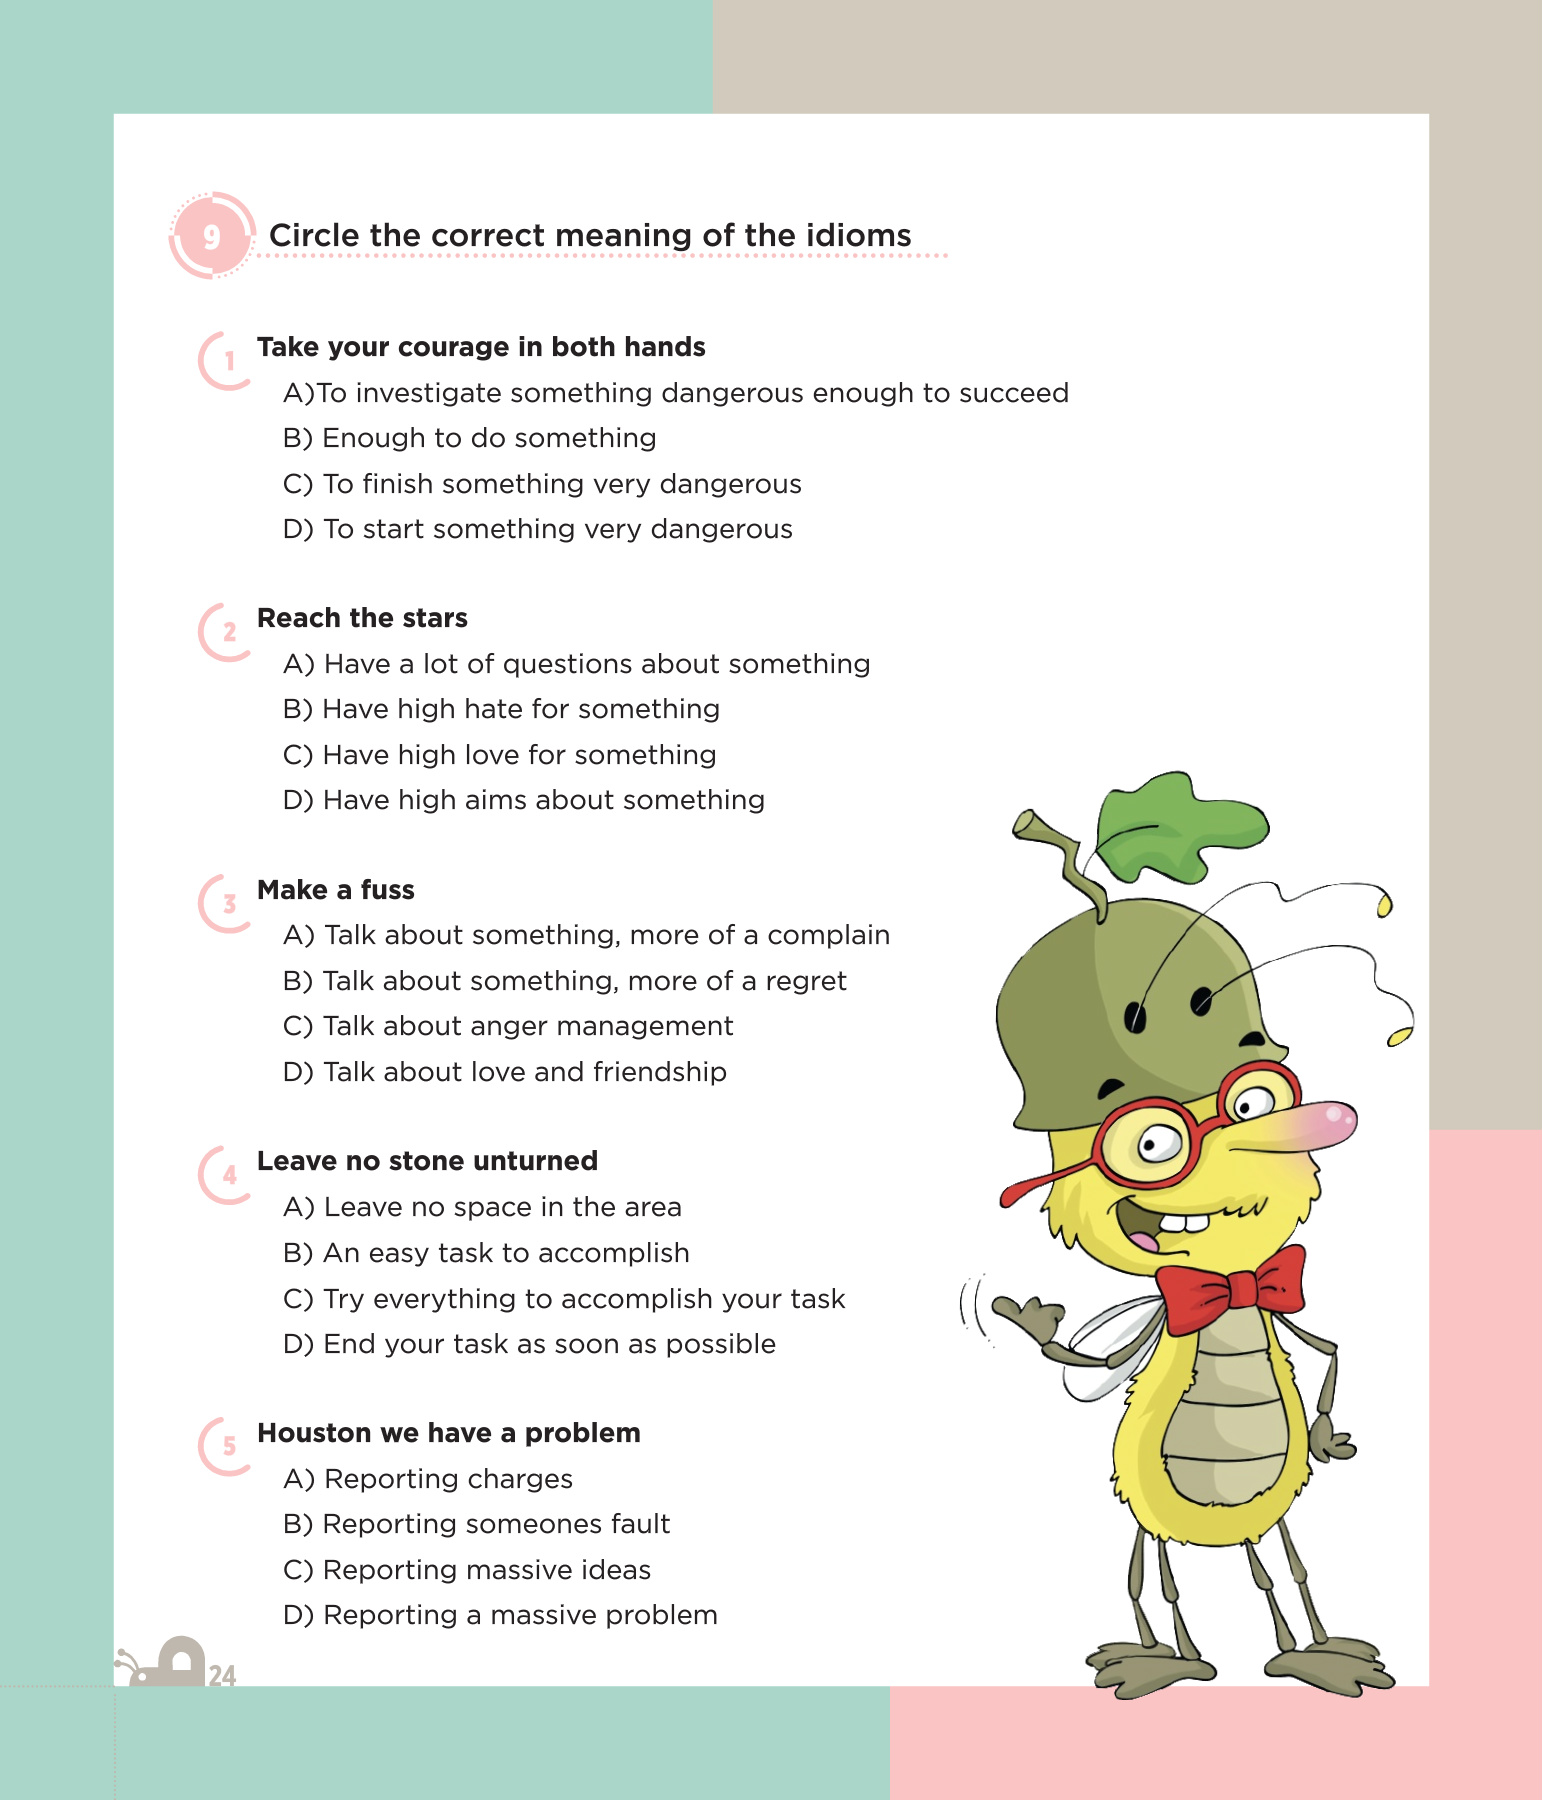 9 Circle the correct meaning of the idioms
1 Take your courage in both hands
A)To investigate something dangerous enough to succeed
B) Enough to do something
C) To finish something very dangerous
D) To start something very dangerous
2 Reach the stars
A) Have a lot of questions about something
B) Have high hate for something
C) Have high love for something
D) Have high aims about something
3 Make a fuss
A) Talk about something, more of a complain
B) Talk about something, more of a regret
C) Talk about anger management
D) Talk about love and friendship
4 Leave no stone unturned
A) Leave no space in the area
B) An easy task to accomplish
C) Try everything to accomplish your task
D) End your task as soon as possible
5 Houston we have a problem
A) Reporting charges
B) Reporting someones fault
C) Reporting massive ideas
D) Reporting a massive problem
24